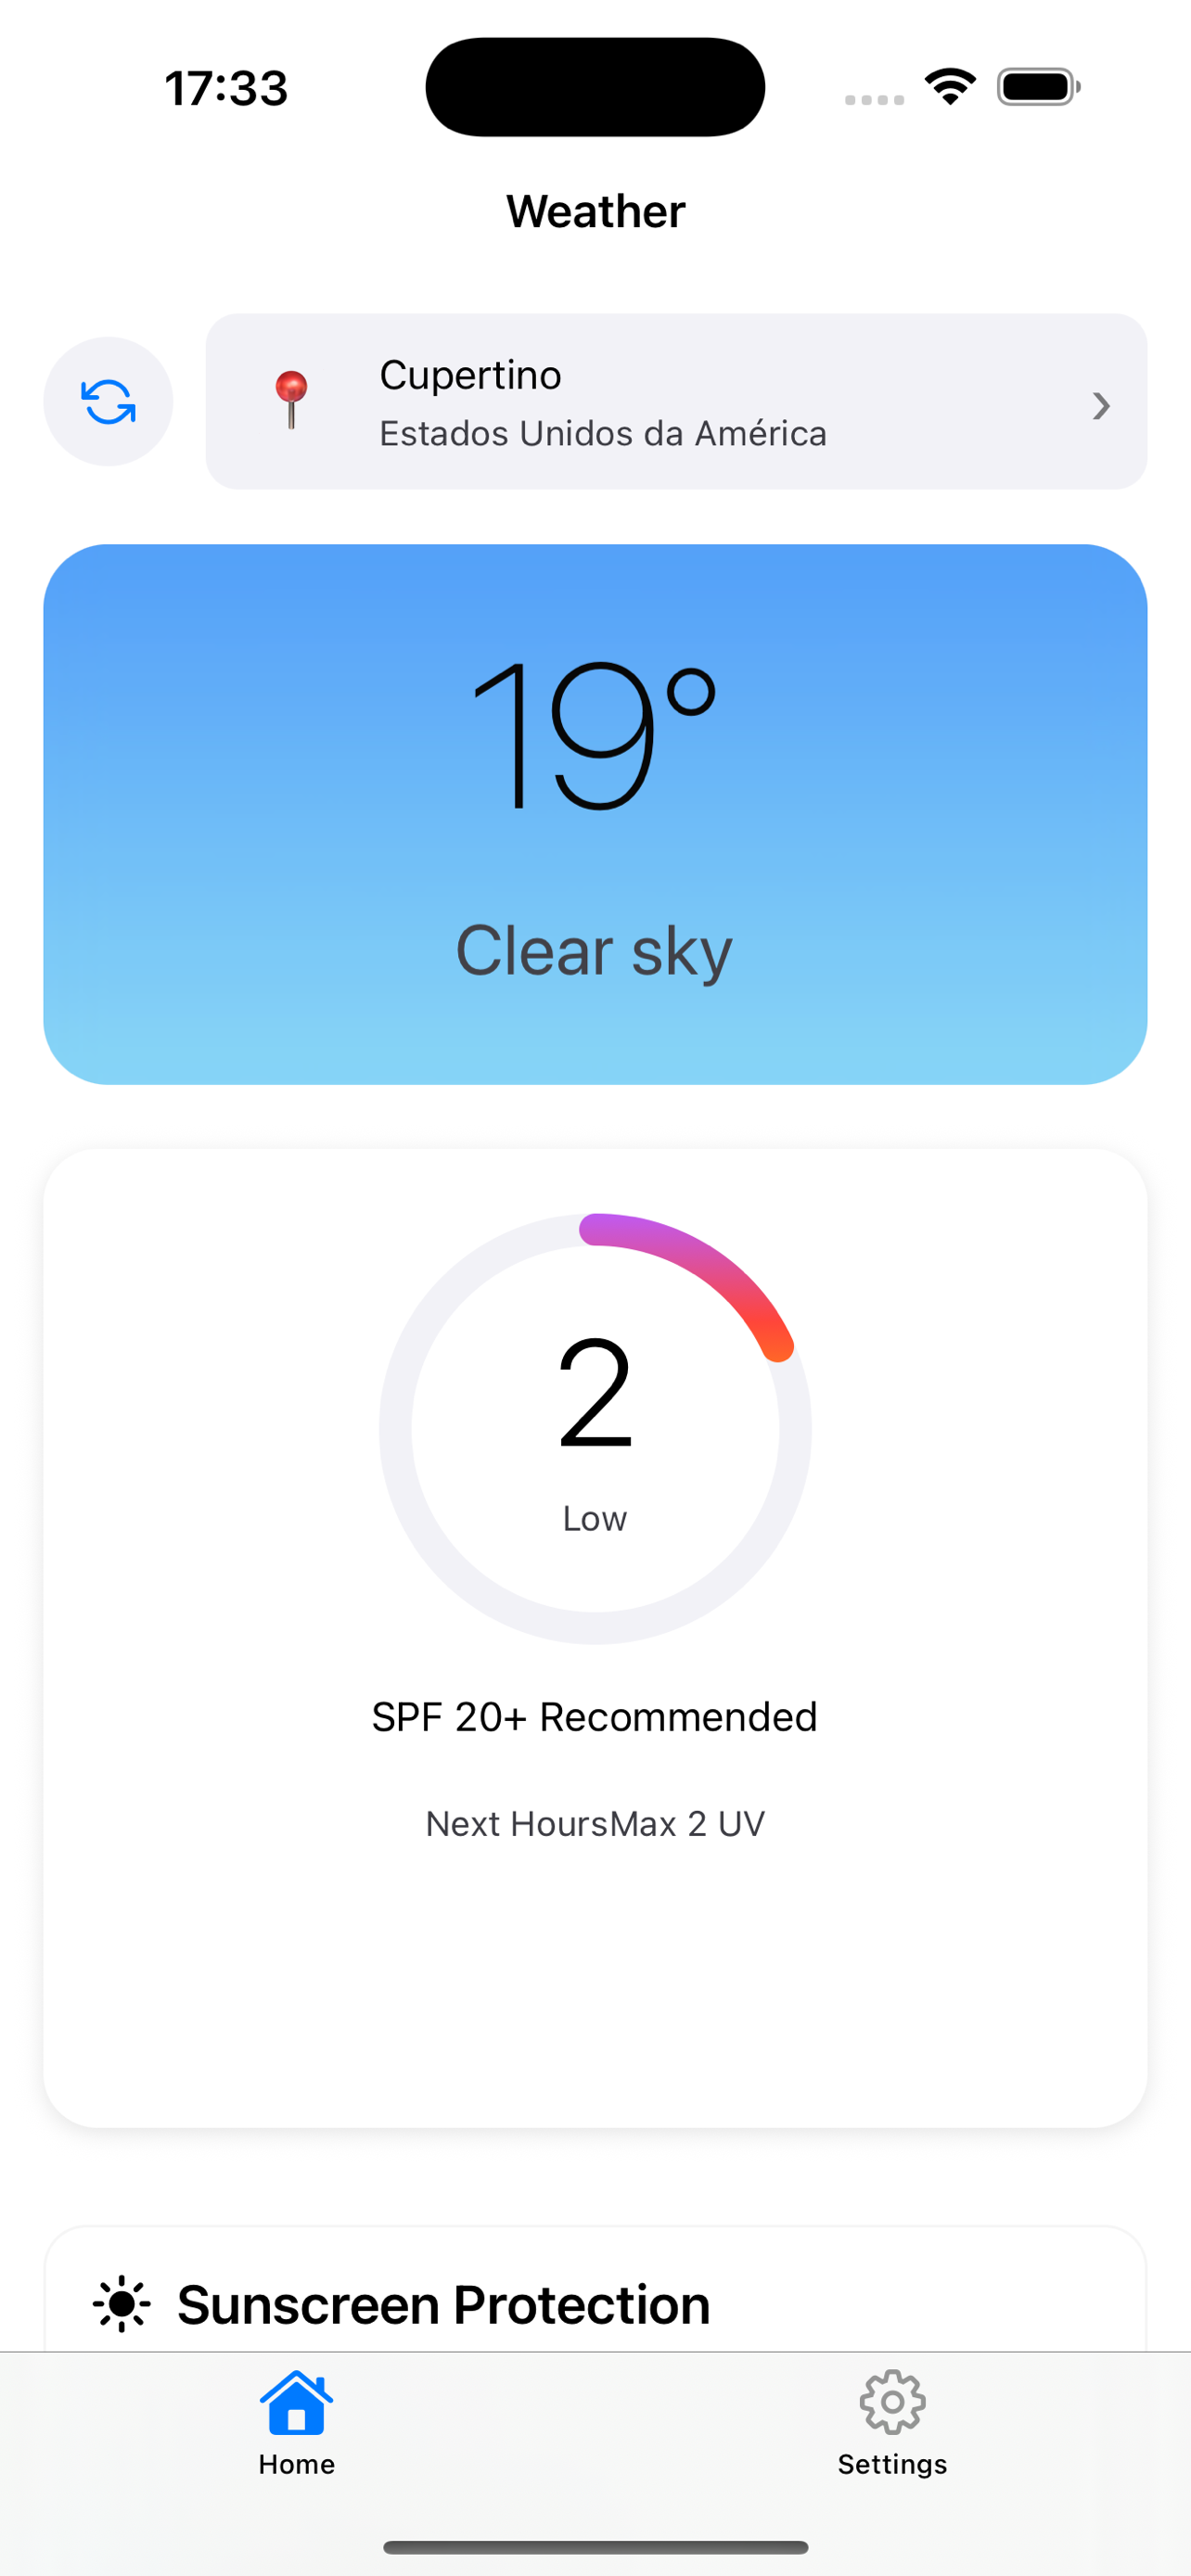 17:33
Weather
Cupertino
Estados Unidos da América
19°
Clear sky
2
Low
SPF 20+ Recommended
Next HoursMax 2 UV
Sunscreen Protection
Home
Settings